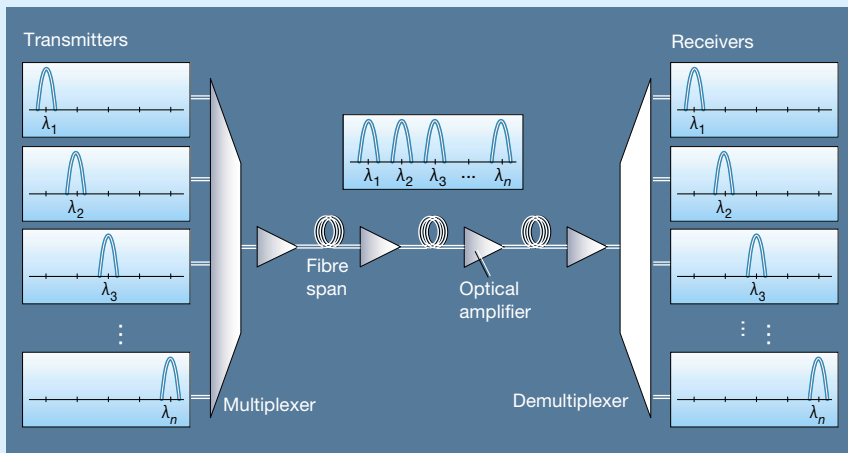 Transmitters
Receivers
λ1
λ1
λ1 λ2 λ3 ... λn
λ2
λ2
λ3
Fibre
span
Optical
amplifier
λ3
⋮
⋮ ⋮
λn
Multiplexer
Demultiplexer
λn